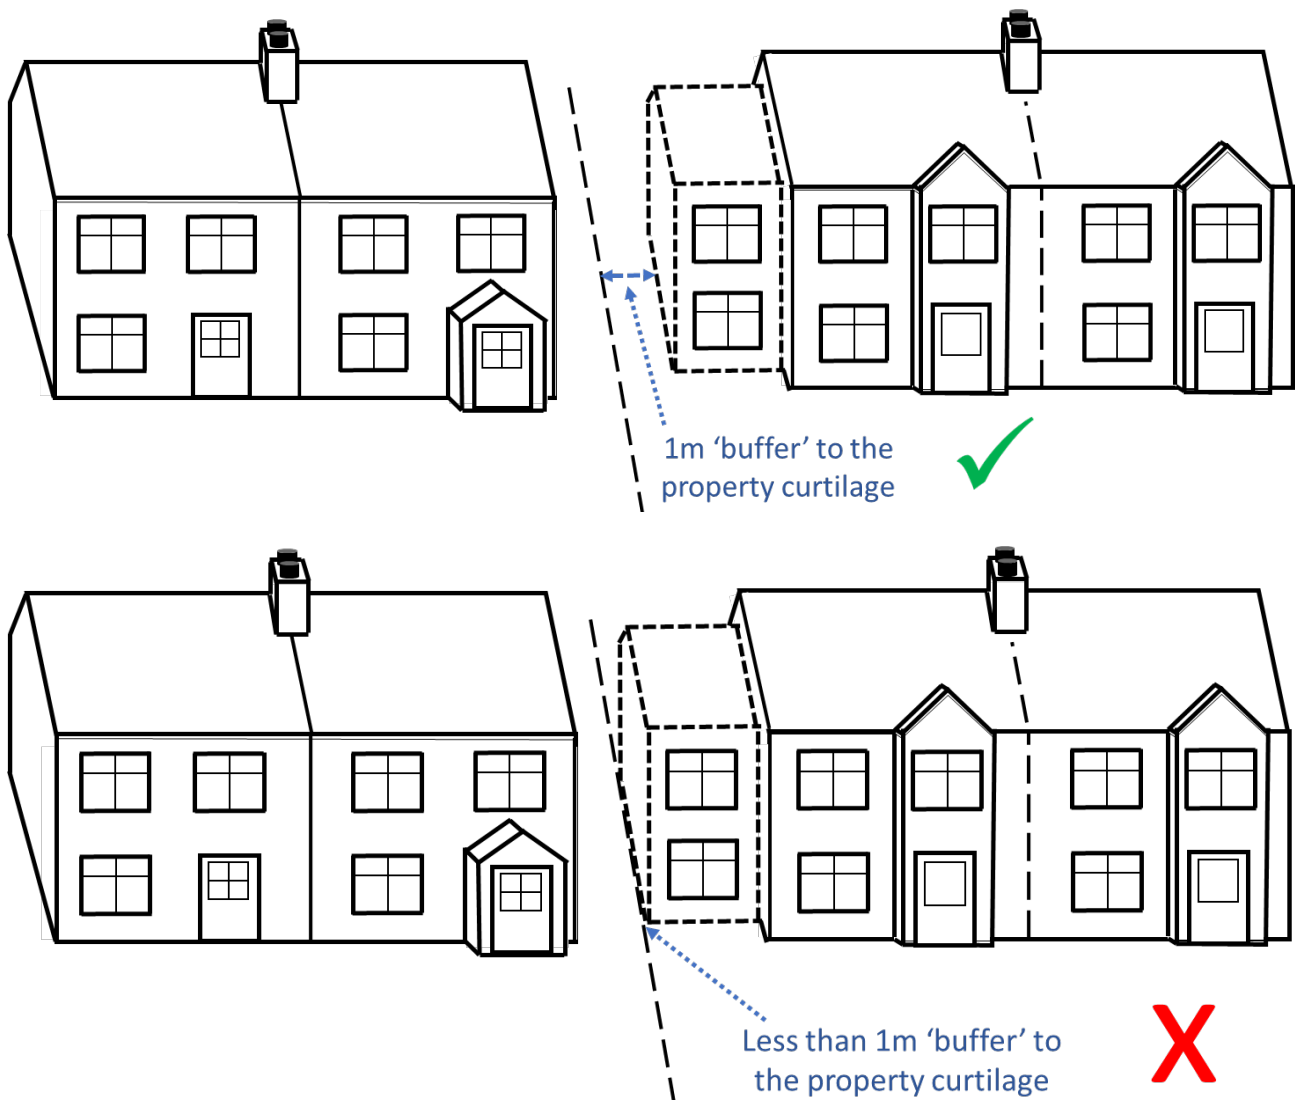 1m ‘buffer’ to the
property curtilage
Less than 1m ‘buffer’ to
the property curtilage